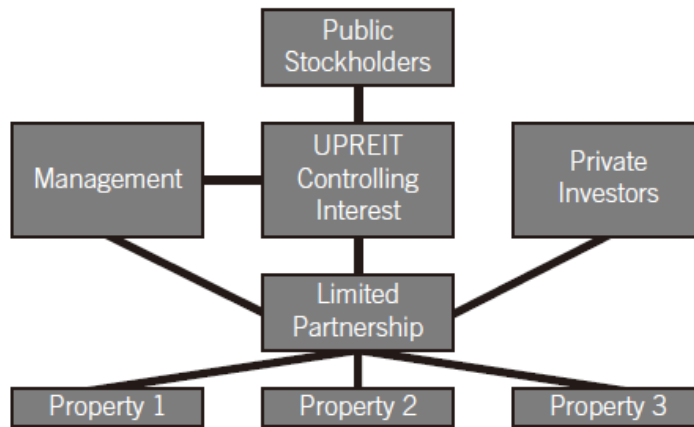 Public
Stockholders
Management
UPREIT
Controlling
Interest
Private
Investors
Limited
Partnership
Property 1
Property 2
Property 3